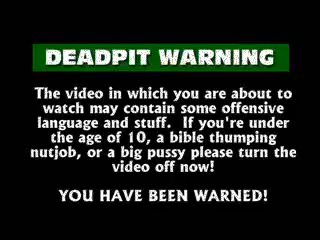 DEADPIT WARNING
The video in which you are about to
watch may contain some offensive
language and stuff.  If you're under
the age of 10, a bible thumping
nutjob, or a big pussy please turn the
video off now!
YOU HAVE BEEN WARNED!